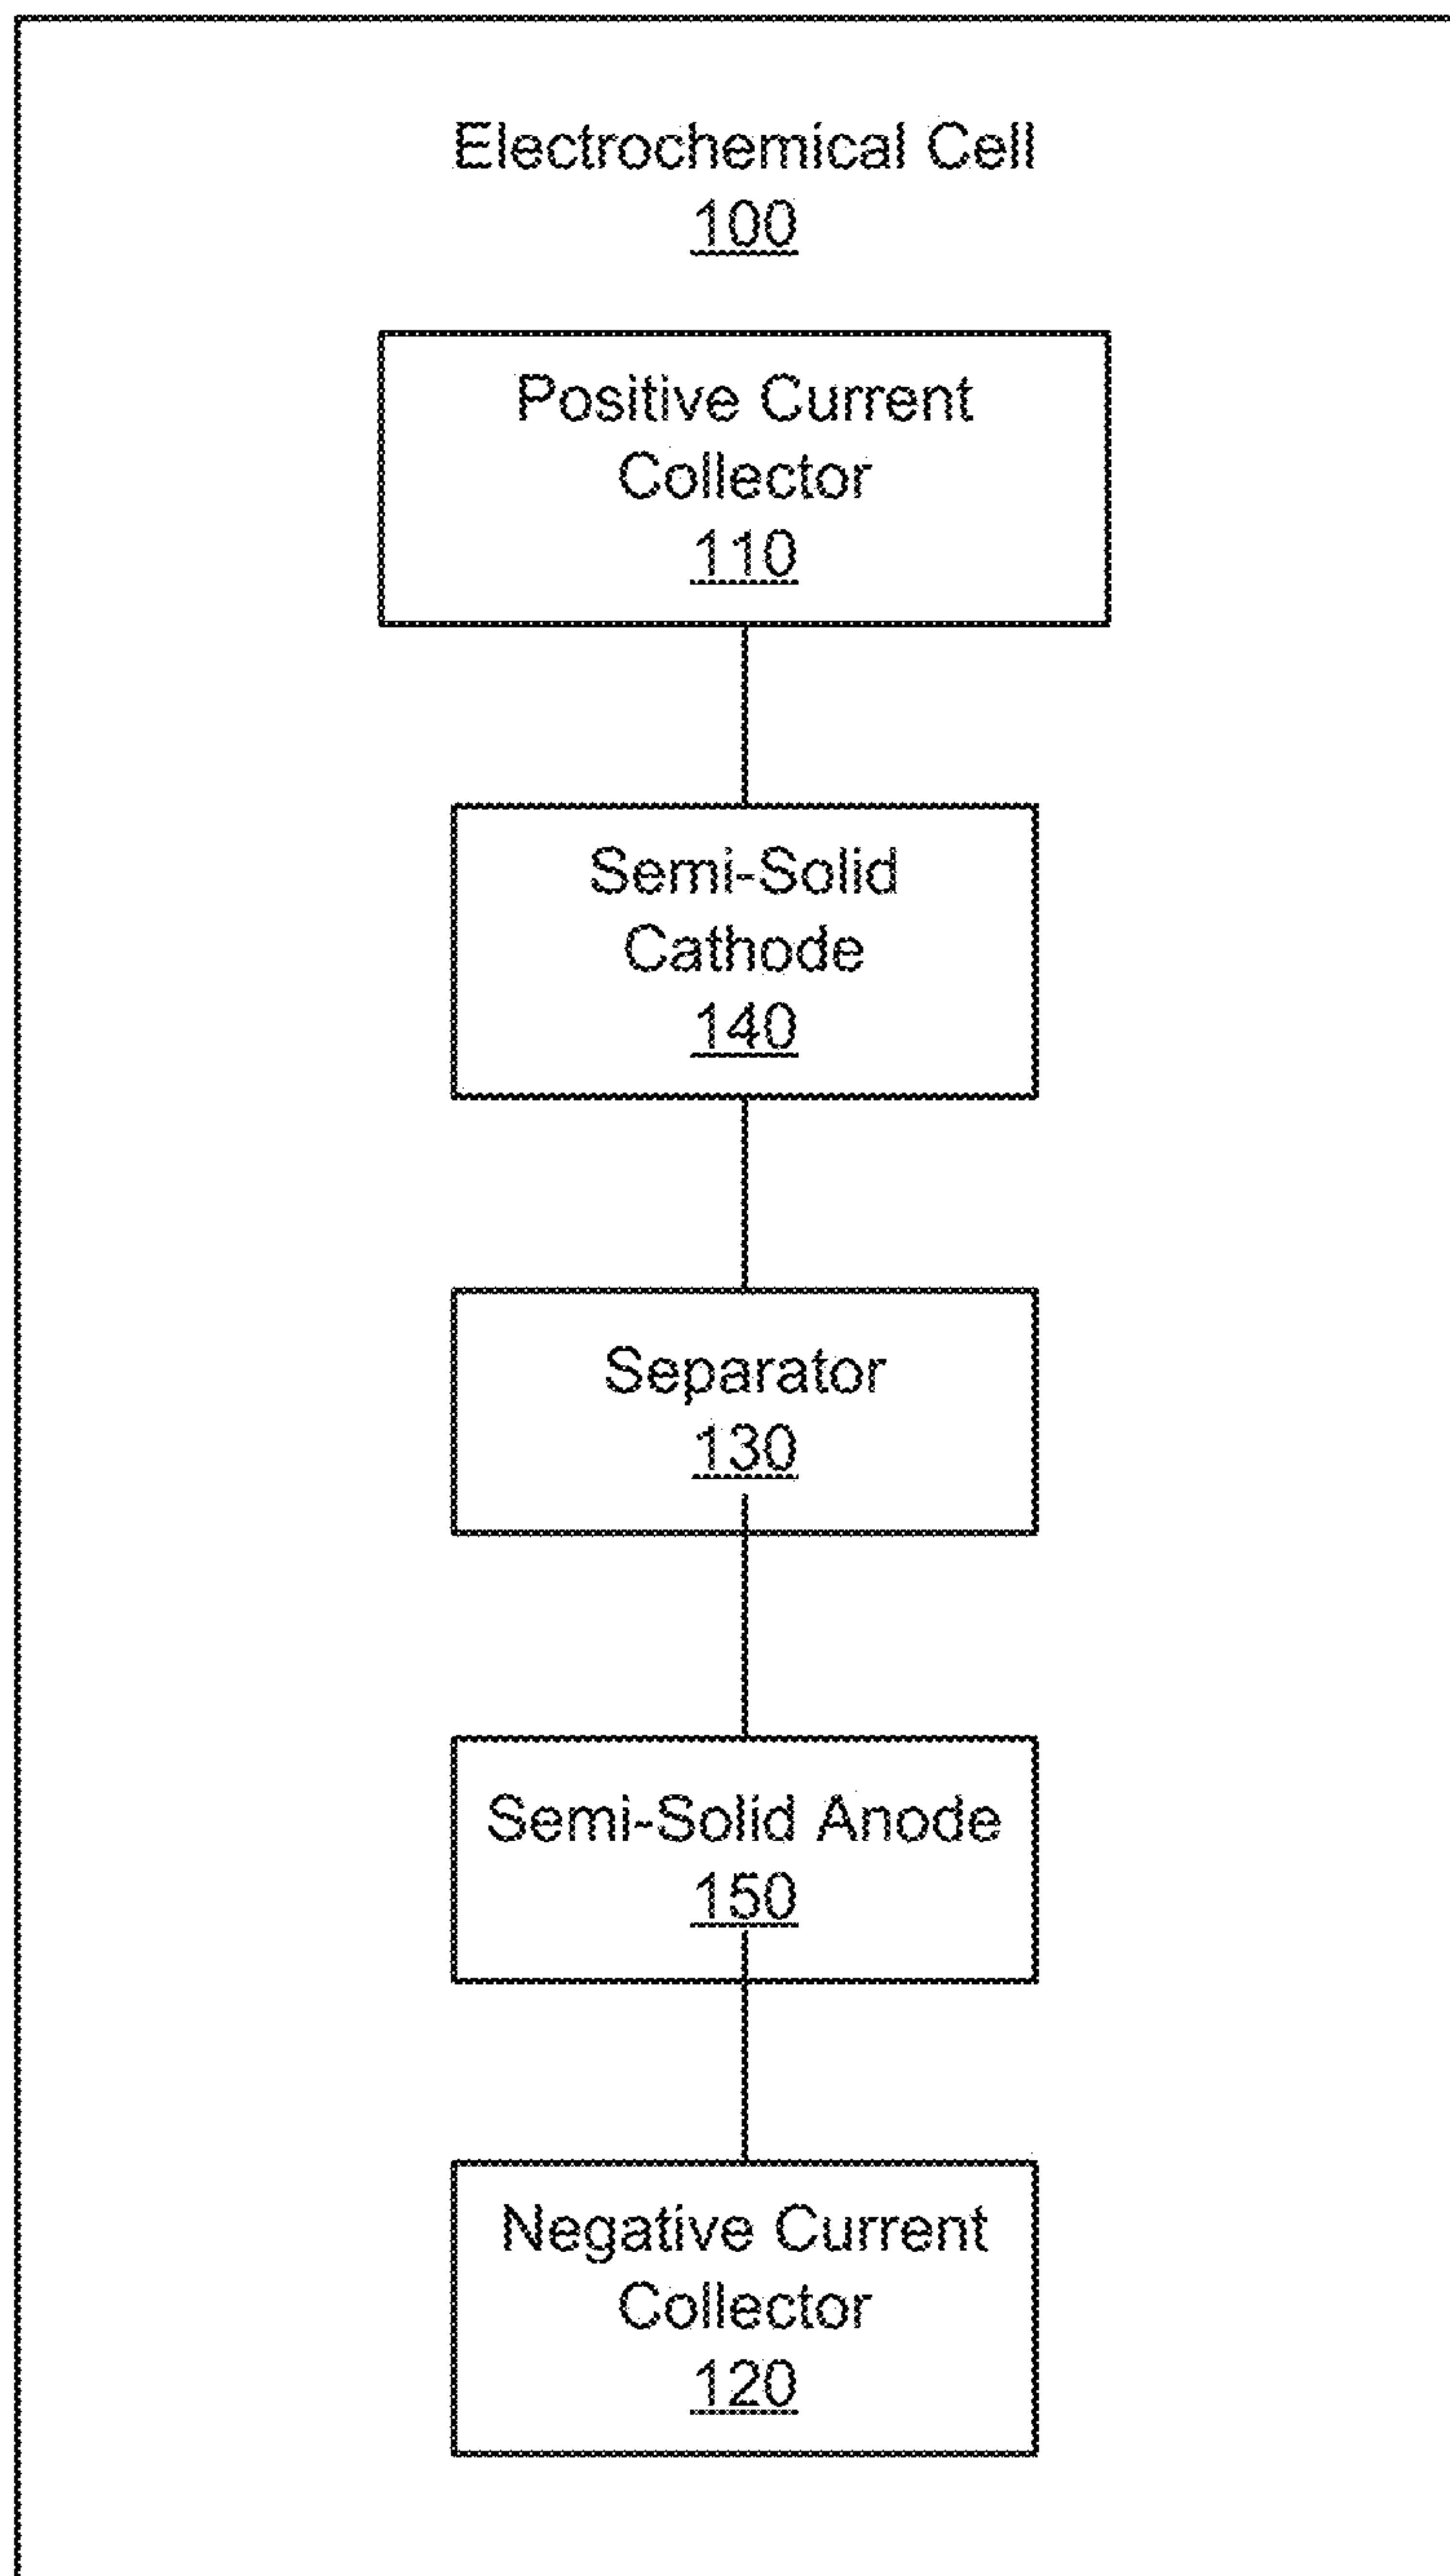 Electrochemical Cell
100
Positive Current
Collector
110
Semi-Solid
Cathode
140
Separator
130
Semi-Solid Anode
150
Negative Current
Collector
120